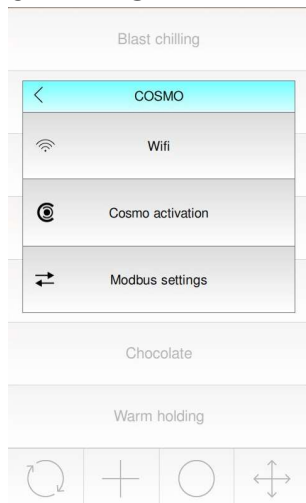 Blast chilling
COSMO
Wifi
Cosmo activation
Modbus settings
Chocolate
Warm holding